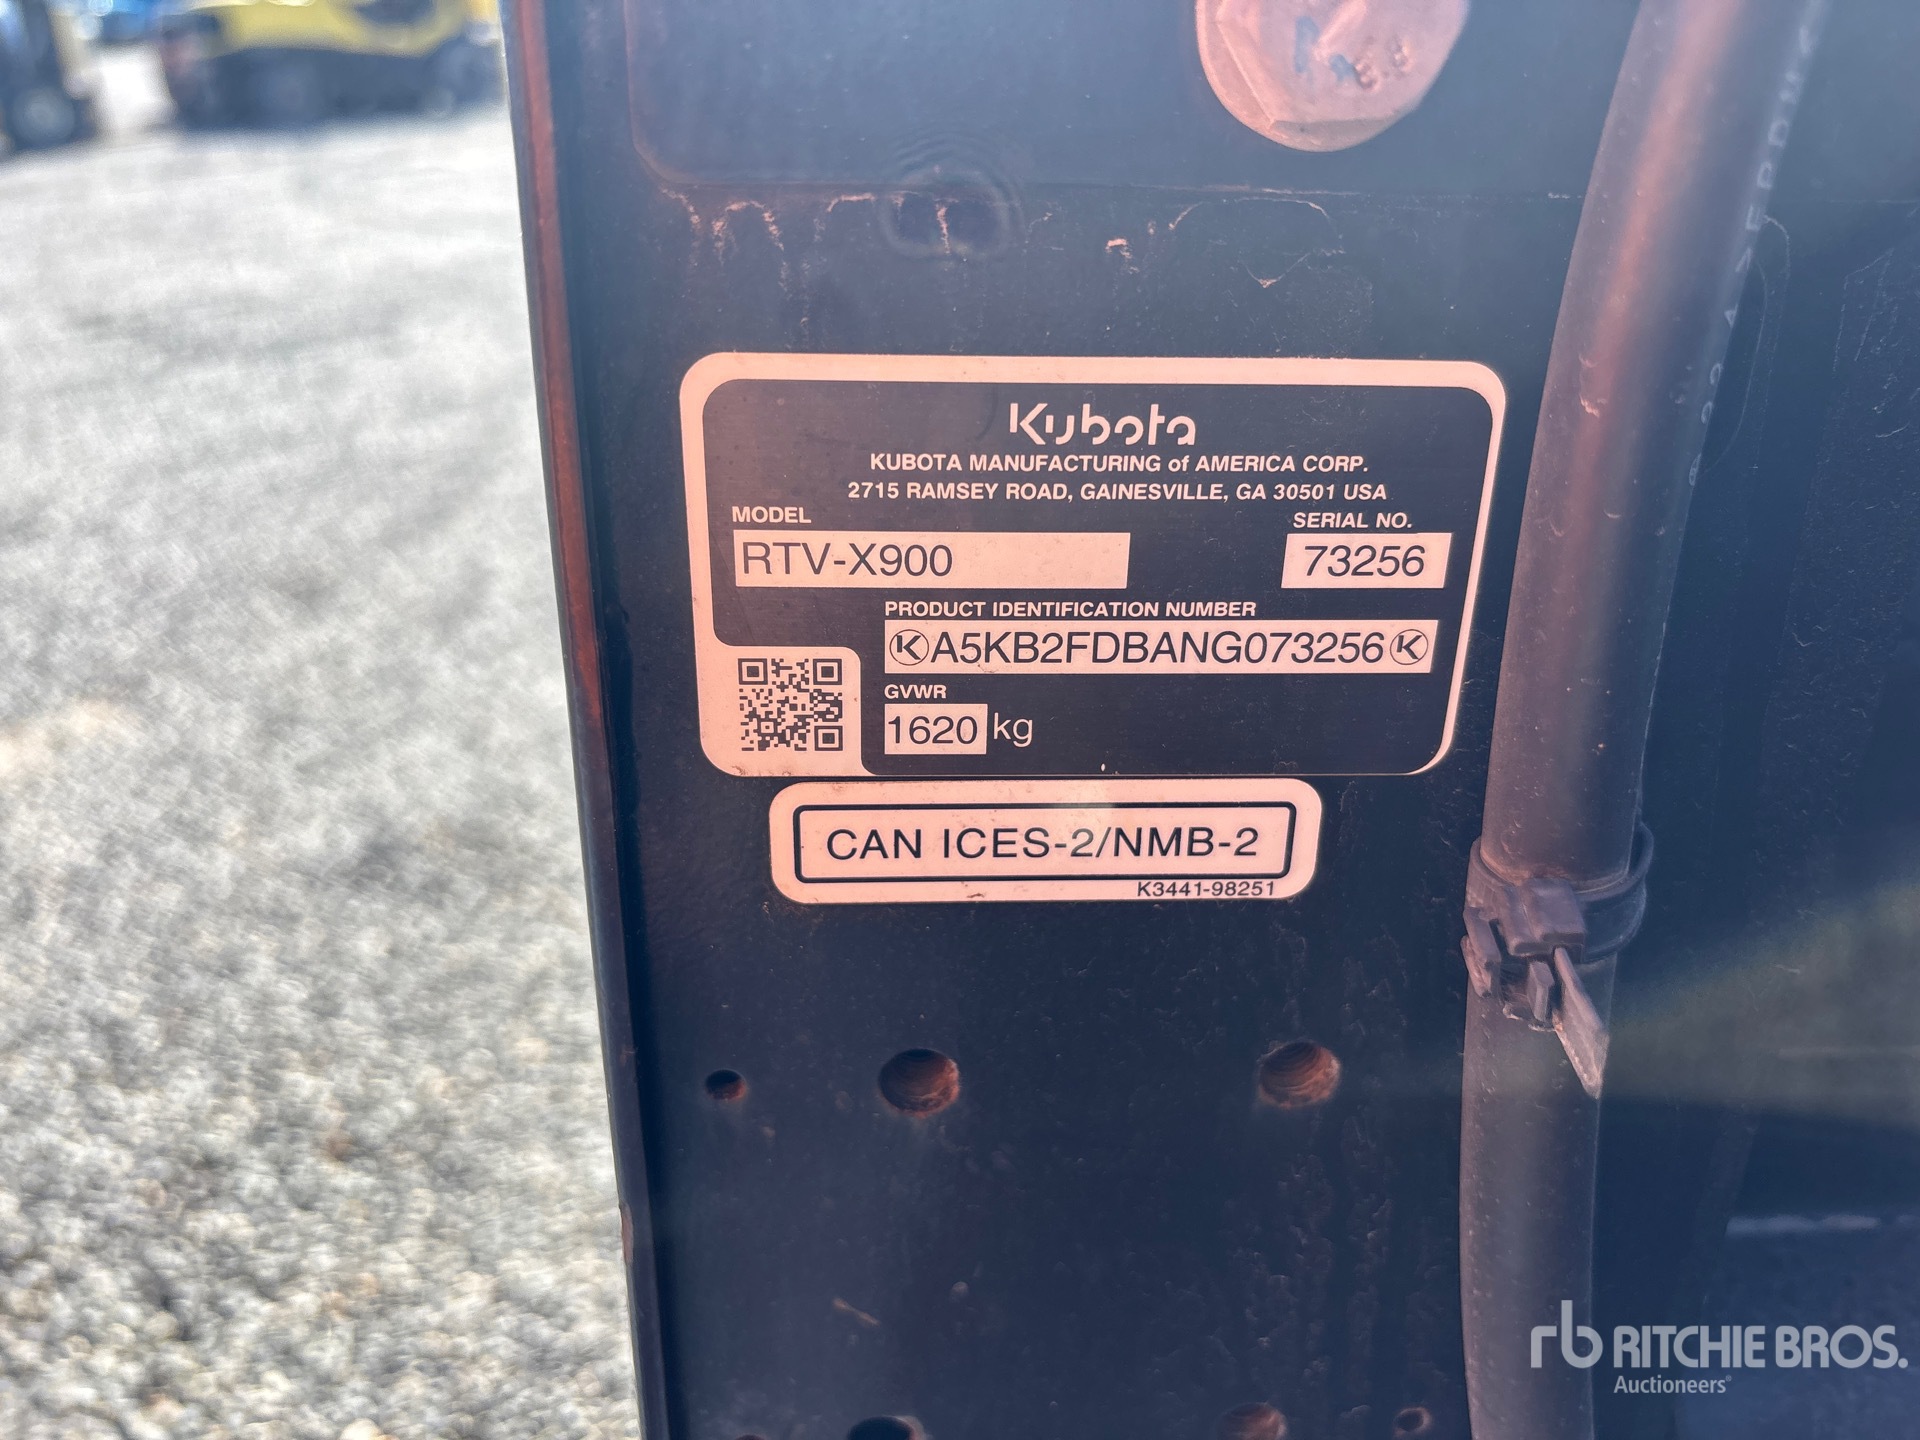 Kubota
KUBOTA MANUFACTURING of AMERICA CORP.
2715 RAMSEY ROAD, GAINESVILLE, GA 30501 USA
MODEL
SERIAL NO.
RTV-X900
73256
PRODUCT IDENTIFICATION NUMBER
K A5KB2FDBANG073256 K
GVWR
1620 kg
CAN ICES-2/NMB-2
K3441-98251
rb RITCHIE BROS.
Auctioneers®